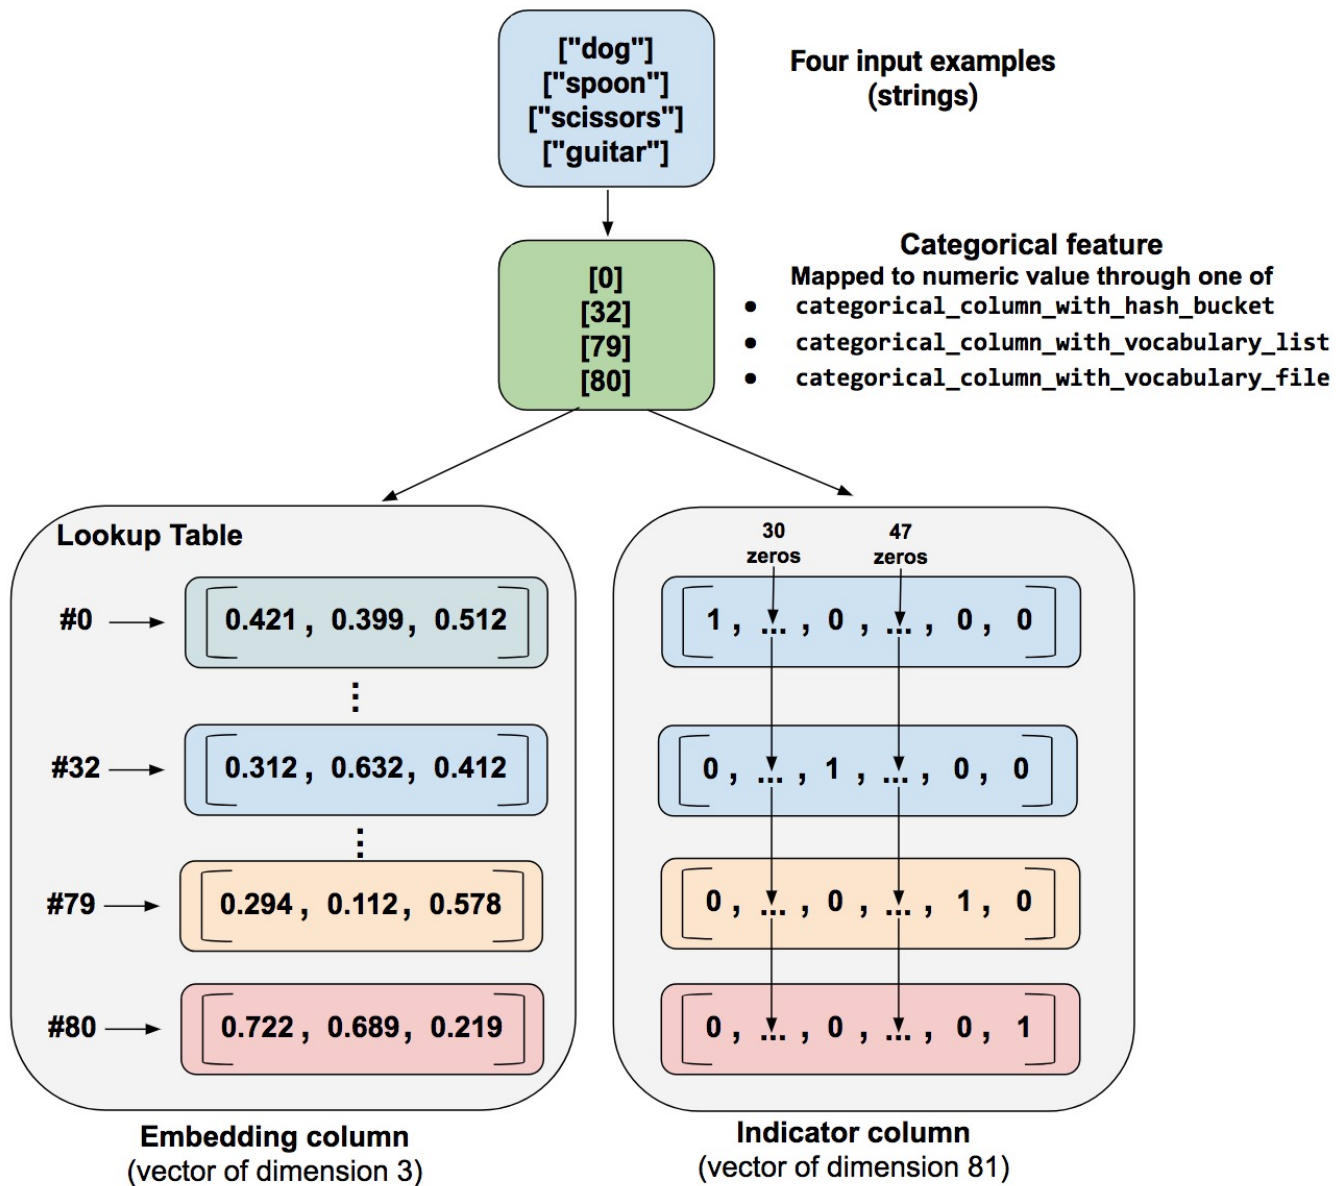 ["dog"]
["spoon"]
["scissors"]
["guitar"]
Four input examples
(strings)
[0]
[32]
[79]
[80]
Categorical feature
Mapped to numeric value through one of
• categorical_column_with_hash_bucket
• categorical_column_with_vocabulary_list
• categorical_column_with_vocabulary_file
Lookup Table
#0
[0.421, 0.399, 0.512]
⋮
#32
[0.312, 0.632, 0.412]
⋮
#79
[0.294, 0.112, 0.578]
#80
[0.722, 0.689, 0.219]
Embedding column
(vector of dimension 3)
30
zeros
47
zeros
[1, ..., 0, ..., 0, 0]
[0, ..., 1, ..., 0, 0]
[0, ..., 0, ..., 1, 0]
[0, ..., 0, ..., 0, 1]
Indicator column
(vector of dimension 81)